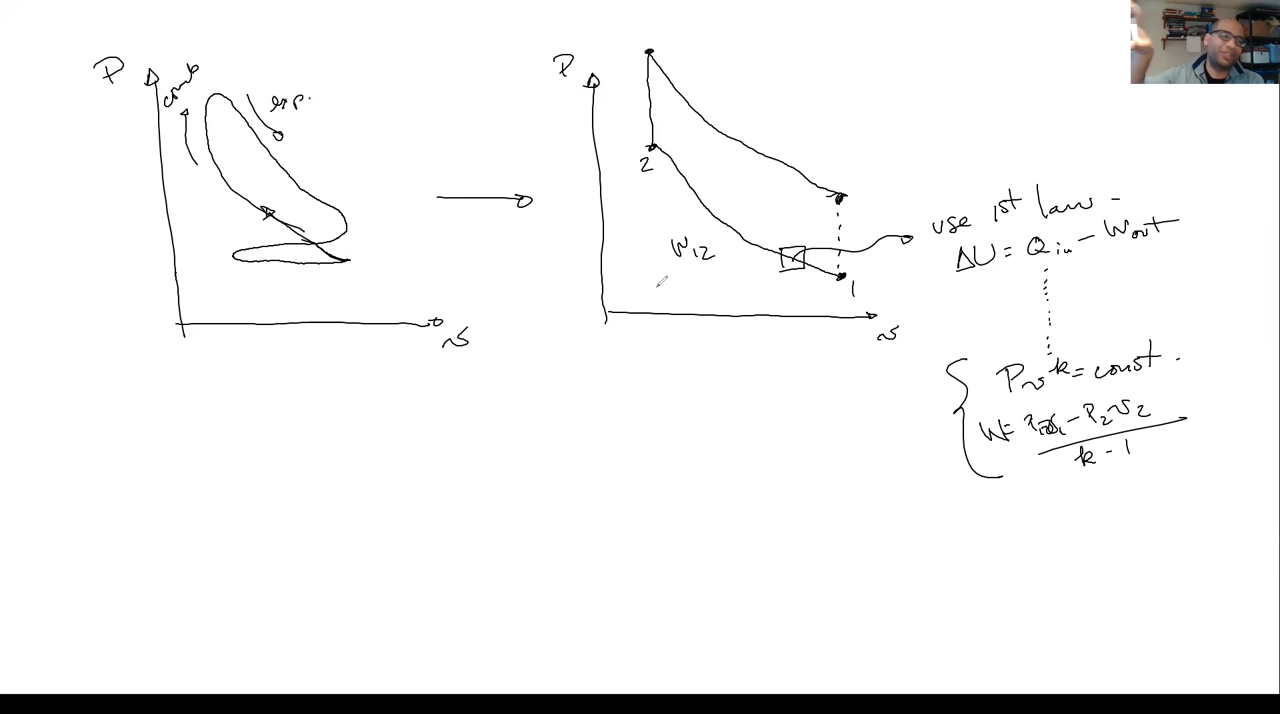 P
comb
exp.
v
P
2
W12
1
v
use 1st law -
ΔU = Qin - Wout
Pv^k = const.
W = P1v1 - P2v2
k - 1